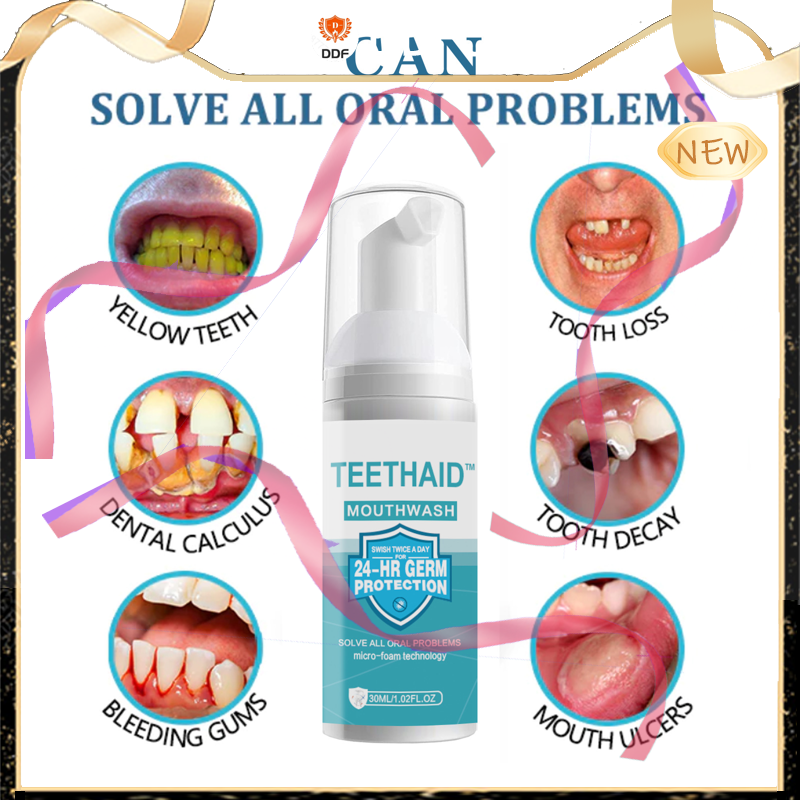 D
DDF
CAN
SOLVE ALL ORAL PROBLEMS
NEW
YELLOW TEETH
TOOTH LOSS
DENTAL CALCULUS
TOOTH DECAY
BLEEDING GUMS
MOUTH ULCERS
TEETHAID™
MOUTHWASH
SWISH TWICE A DAY
FOR
24-HR GERM
PROTECTION
SOLVE ALL ORAL PROBLEMS
micro-foam technology
30ML/1.02FL.OZ